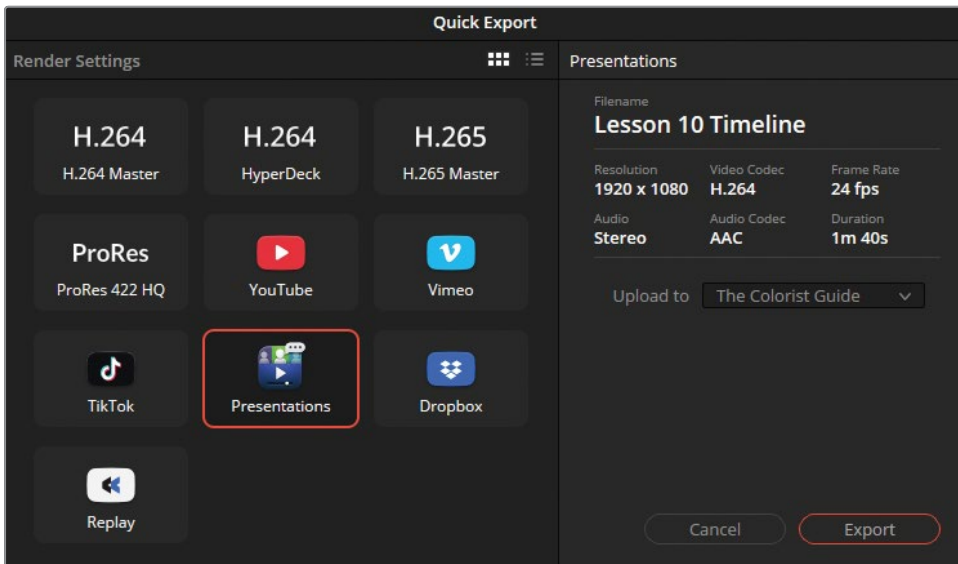 Quick Export
Render Settings
Presentations
H.264
H.264 Master
H.264
HyperDeck
H.265
H.265 Master
ProRes
ProRes 422 HQ
YouTube
Vimeo
TikTok
Presentations
Dropbox
Replay
Filename
Lesson 10 Timeline
Resolution Video Codec Frame Rate
1920 x 1080 H.264 24 fps
Audio Audio Codec Duration
Stereo AAC 1m 40s
Upload to The Colorist Guide
Cancel Export